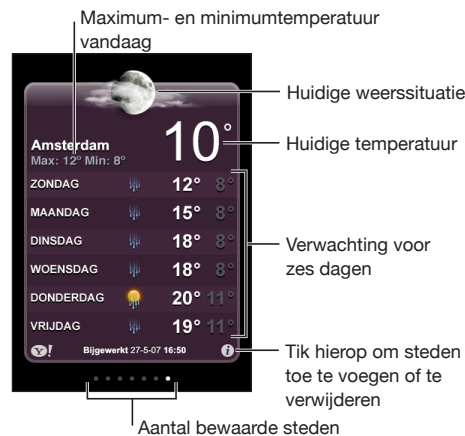 Maximum- en minimumtemperatuur
vandaag
Huidige weerssituatie
Amsterdam
Max: 12° Min: 8°
10°
Huidige temperatuur
ZONDAG 12° 8°
MAANDAG 15° 8°
DINSDAG 18° 8°
WOENSDAG 18° 8°
DONDERDAG 20° 11°
VRIJDAG 19° 11°
Verwachting voor
zes dagen
Y! Bijgewerkt 27-5-07 16:50 i
Tik hierop om steden
toe te voegen of te
verwijderen
Aantal bewaarde steden